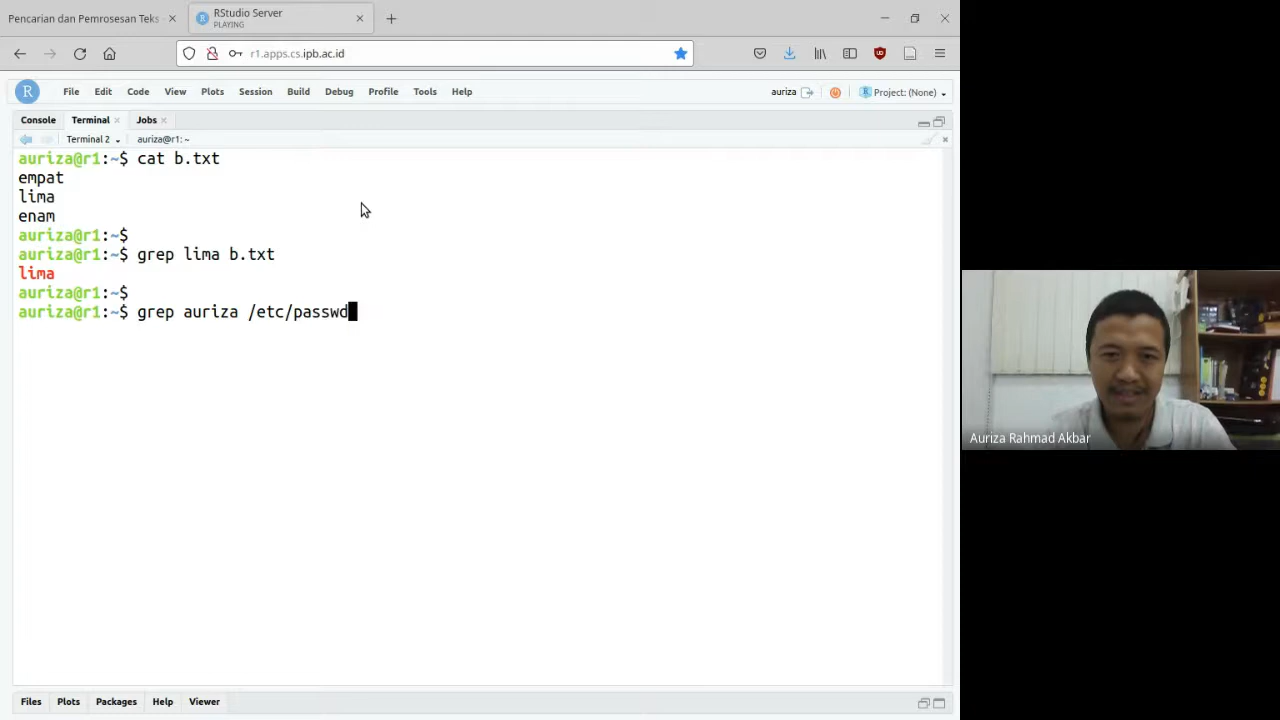 Pencarian dan Pemrosesan Teks
RStudio Server
PLAYING
r1.apps.cs.ipb.ac.id
R
File Edit Code View Plots Session Build Debug Profile Tools Help
auriza
Project: (None)
Console Terminal Jobs
Terminal 2
auriza@r1: ~
auriza@r1:~$ cat b.txt
empat
lima
enam
auriza@r1:~$
auriza@r1:~$ grep lima b.txt
lima
auriza@r1:~$
auriza@r1:~$ grep auriza /etc/passwd
Auriza Rahmad Akbar
Files Plots Packages Help Viewer